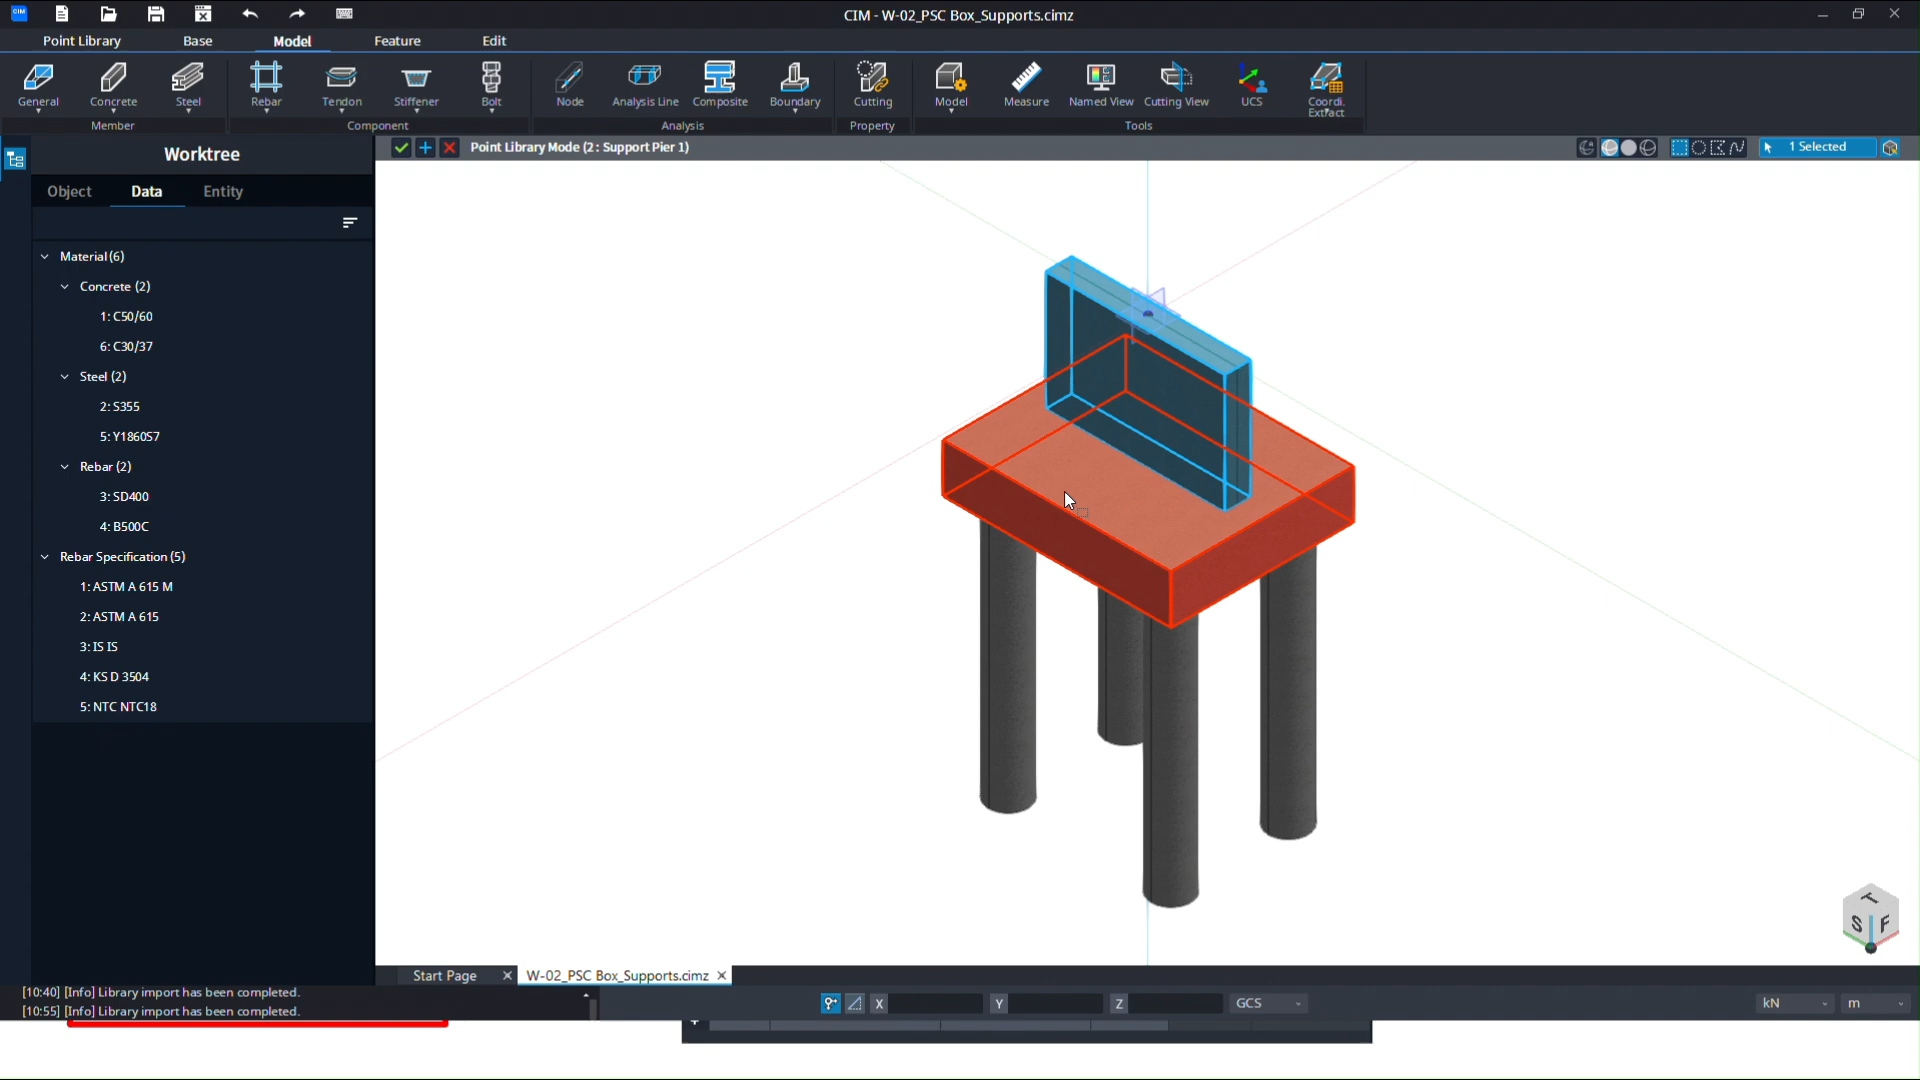 CIM
CIM - W-02_PSC Box_Supports.cimz
Point Library
Base
Model
Feature
Edit
General
Concrete
Steel
Rebar
Tendon
Stiffener
Bolt
Node
Analysis Line
Composite
Boundary
Cutting
Model
Measure
Named View
Cutting View
UCS
Coordi.
Extract
Member
Component
Analysis
Property
Tools
Worktree
Point Library Mode (2 : Support Pier 1)
1 Selected
Object
Data
Entity
Material (6)
Concrete (2)
1: C50/60
6: C30/37
Steel (2)
2: S355
5: Y1860S7
Rebar (2)
3: SD400
4: B500C
Rebar Specification (5)
1: ASTM A 615 M
2: ASTM A 615
3: IS IS
4: KS D 3504
5: NTC NTC18
T
S
F
Start Page
W-02_PSC Box_Supports.cimz
[10:40] [Info] Library import has been completed.
[10:55] [Info] Library import has been completed.
X
Y
Z
GCS
kN
m